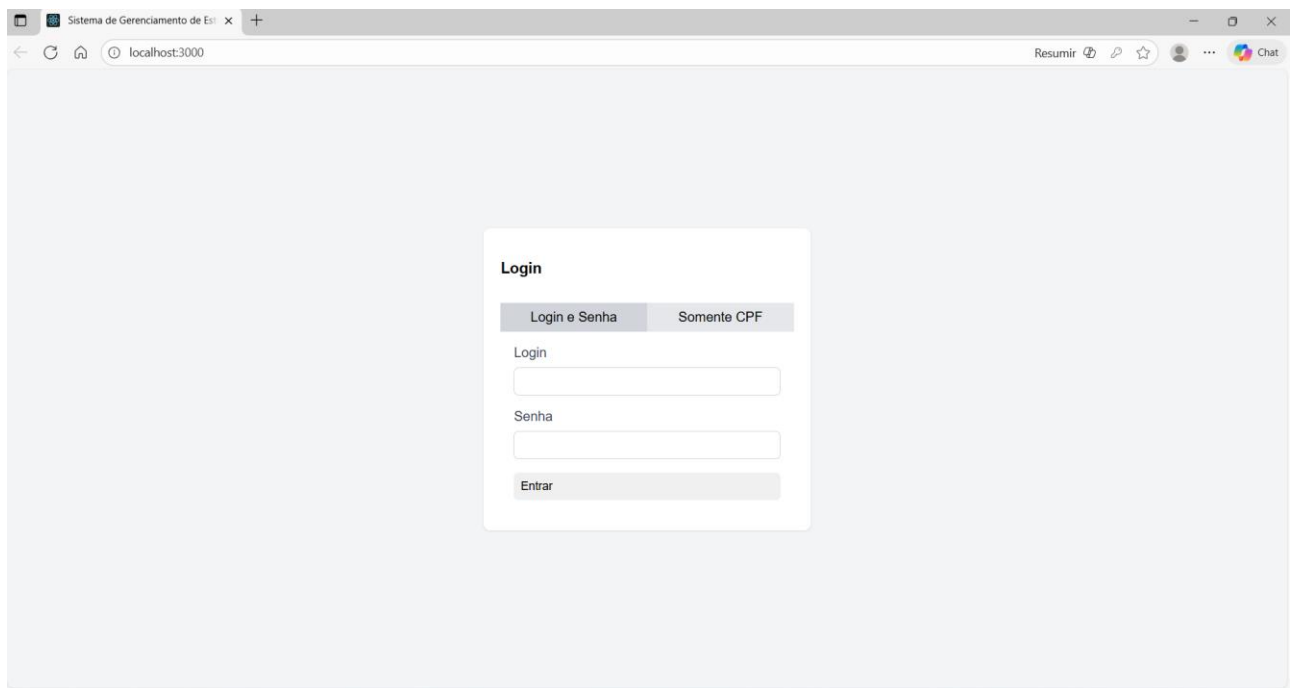 Sistema de Gerenciamento de Est
localhost:3000
Resumir
Chat
Login
Login e Senha
Somente CPF
Login
Senha
Entrar